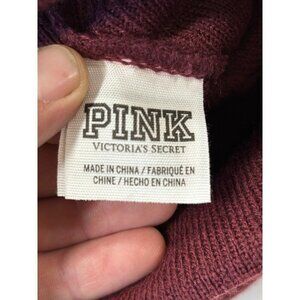 PINK
VICTORIA'S SECRET
MADE IN CHINA / FABRIQUÉ EN
CHINE / HECHO EN CHINA